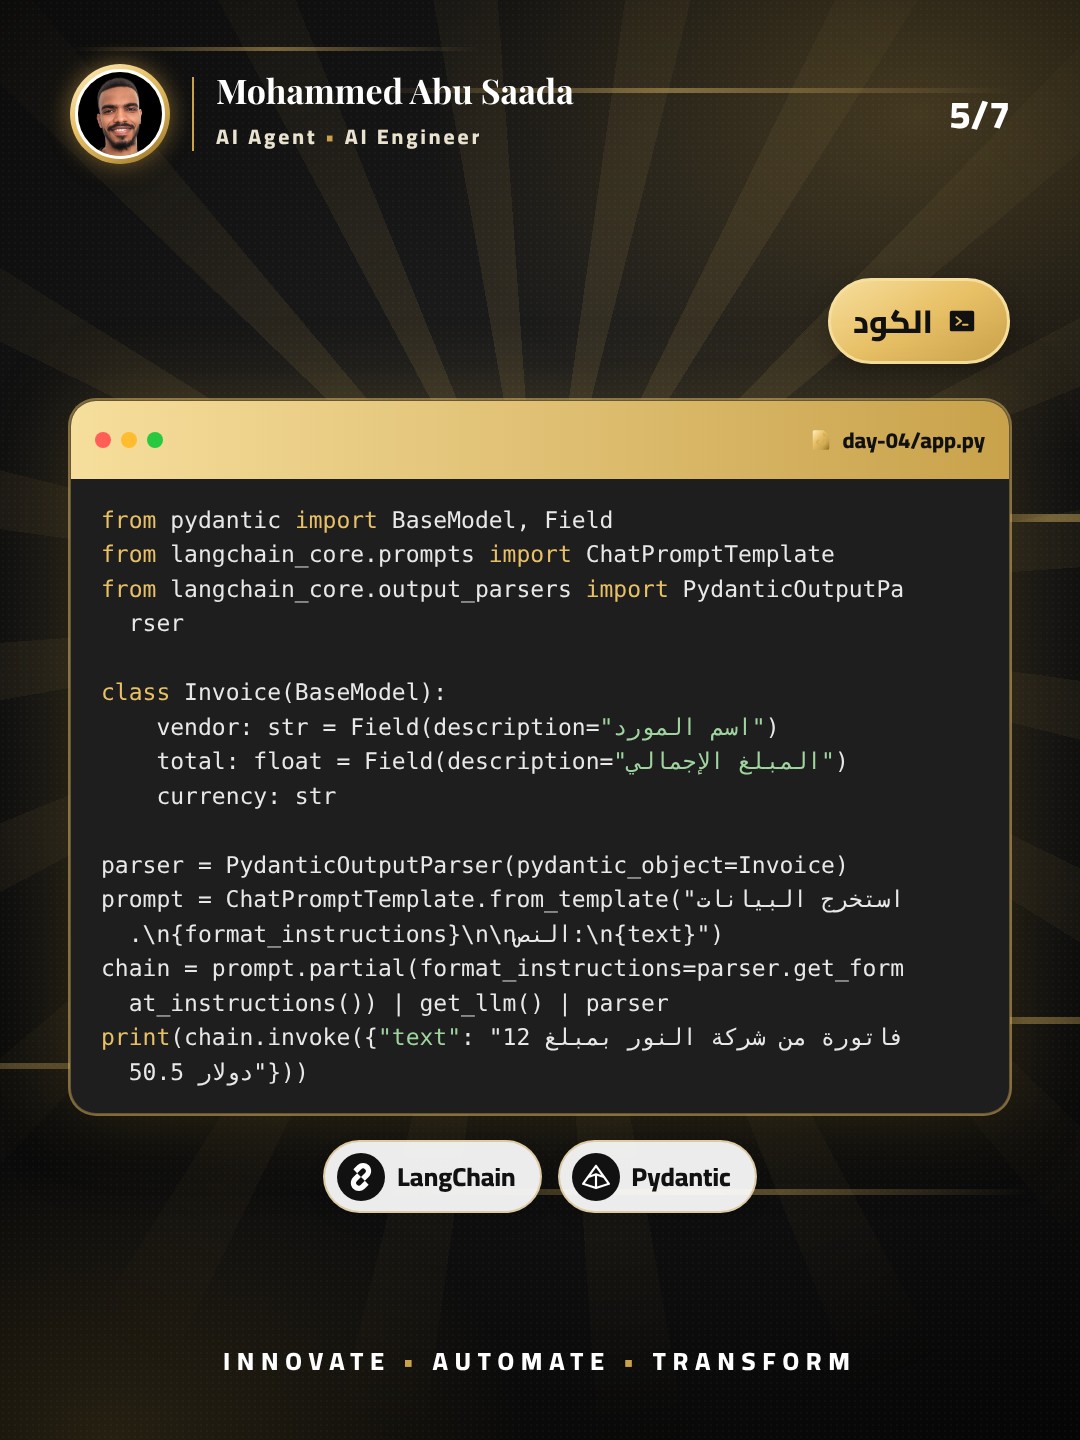 Mohammed Abu Saada
AI Agent ▪ AI Engineer
5/7
الكود
day-04/app.py
from pydantic import BaseModel, Field
from langchain_core.prompts import ChatPromptTemplate
from langchain_core.output_parsers import PydanticOutputPa
rser
class Invoice(BaseModel):
vendor: str = Field(description="اسم المورد")
total: float = Field(description="المبلغ الإجمالي")
currency: str
parser = PydanticOutputParser(pydantic_object=Invoice)
prompt = ChatPromptTemplate.from_template("استخرج البيانات
.\n{format_instructions}\n\nالنص:\n{text}")
chain = prompt.partial(format_instructions=parser.get_form
at_instructions()) | get_llm() | parser
print(chain.invoke({"text": "فاتورة من شركة النور بمبلغ 12
50.5 دولار"}))
LangChain
Pydantic
INNOVATE ▪ AUTOMATE ▪ TRANSFORM